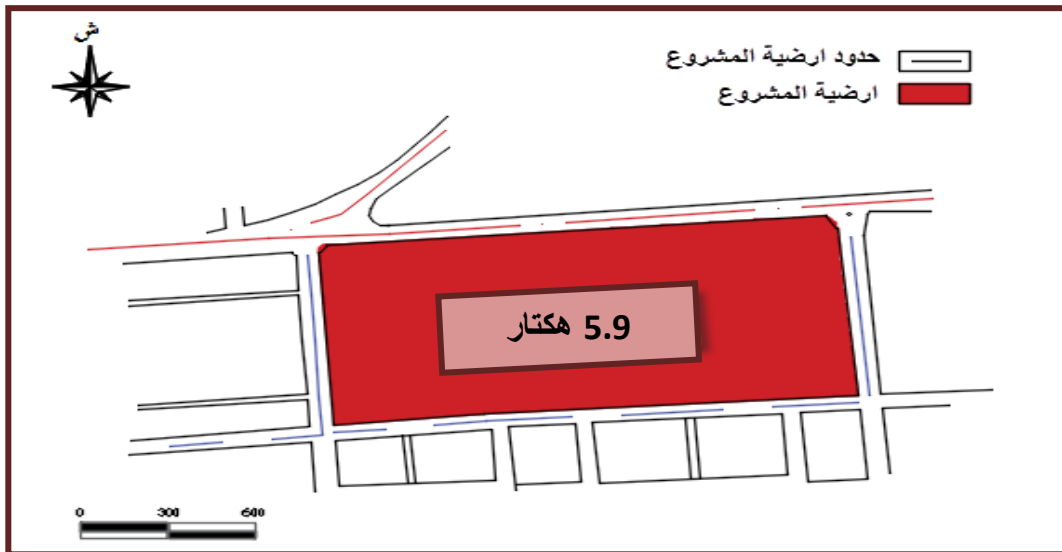 ش
حدود ارضية المشروع
ارضية المشروع
5.9 هكتار
0 300 600